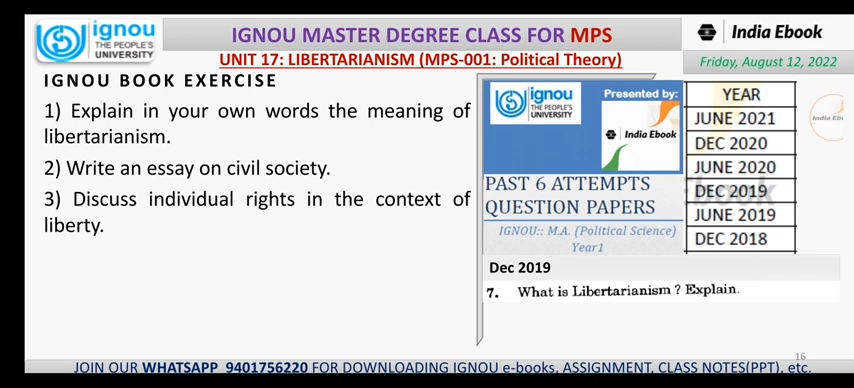 ignou
THE PEOPLE'S
UNIVERSITY
IGNOU MASTER DEGREE CLASS FOR MPS
India Ebook
UNIT 17: LIBERTARIANISM (MPS-001: Political Theory)
Friday, August 12, 2022
IGNOU BOOK EXERCISE
1) Explain in your own words the meaning of
libertarianism.
2) Write an essay on civil society.
3) Discuss individual rights in the context of
liberty.
ignou
THE PEOPLE'S
UNIVERSITY
Presented by:
India Ebook
PAST 6 ATTEMPTS
QUESTION PAPERS
IGNOU:: M.A. (Political Science)
Year1
YEAR
JUNE 2021
DEC 2020
JUNE 2020
DEC 2019
JUNE 2019
DEC 2018
Dec 2019
7. What is Libertarianism ? Explain.
16
JOIN OUR WHATSAPP 9401756220 FOR DOWNLOADING IGNOU e-books, ASSIGNMENT, CLASS NOTES(PPT), etc.